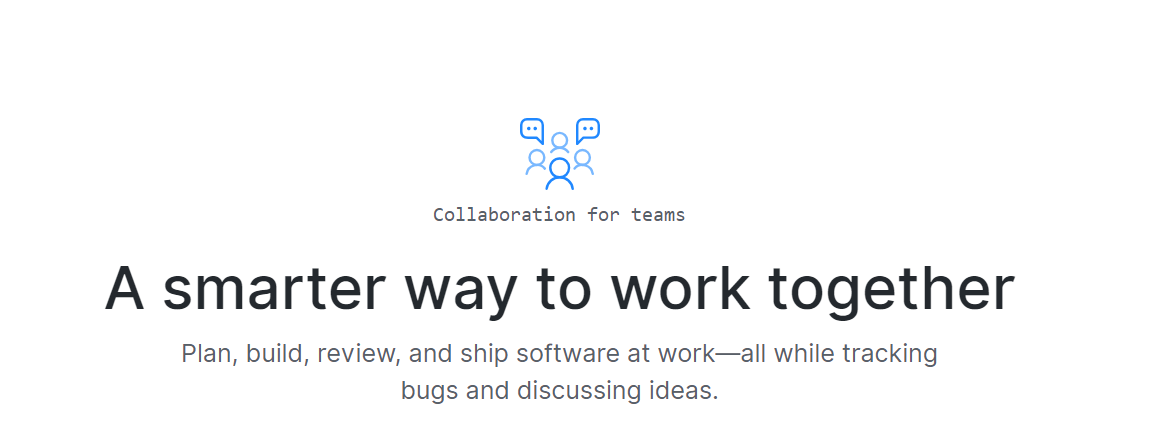 Collaboration for teams
A smarter way to work together
Plan, build, review, and ship software at work—all while tracking
bugs and discussing ideas.